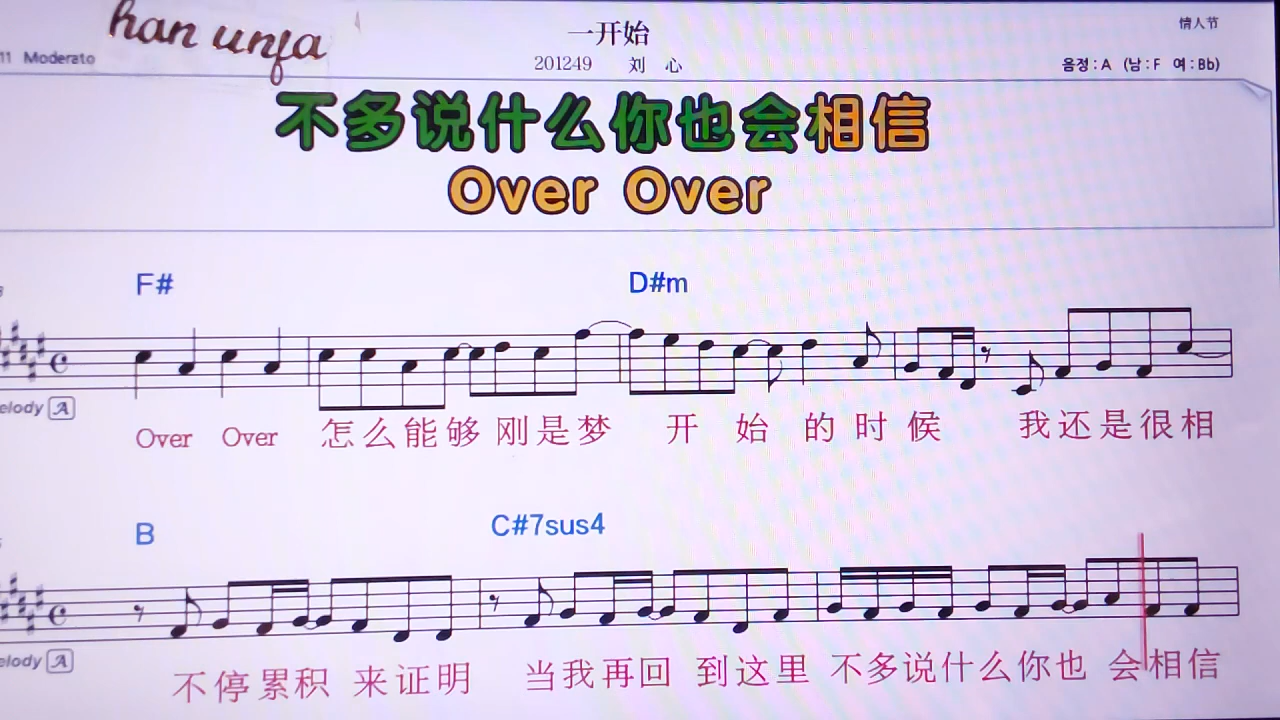 han unja
一开始
情人节
11 Moderato
201249 刘 心
음정 : A (남 : F 여 : Bb)
不多说什么你也会相信
Over Over
F# D#m
elody A
Over Over 怎么能够 刚是梦 开 始 的 时 候 我还是很相
B C#7sus4
elody A
不停累积 来证明 当我再回 到这里 不多说什么你也 会相信